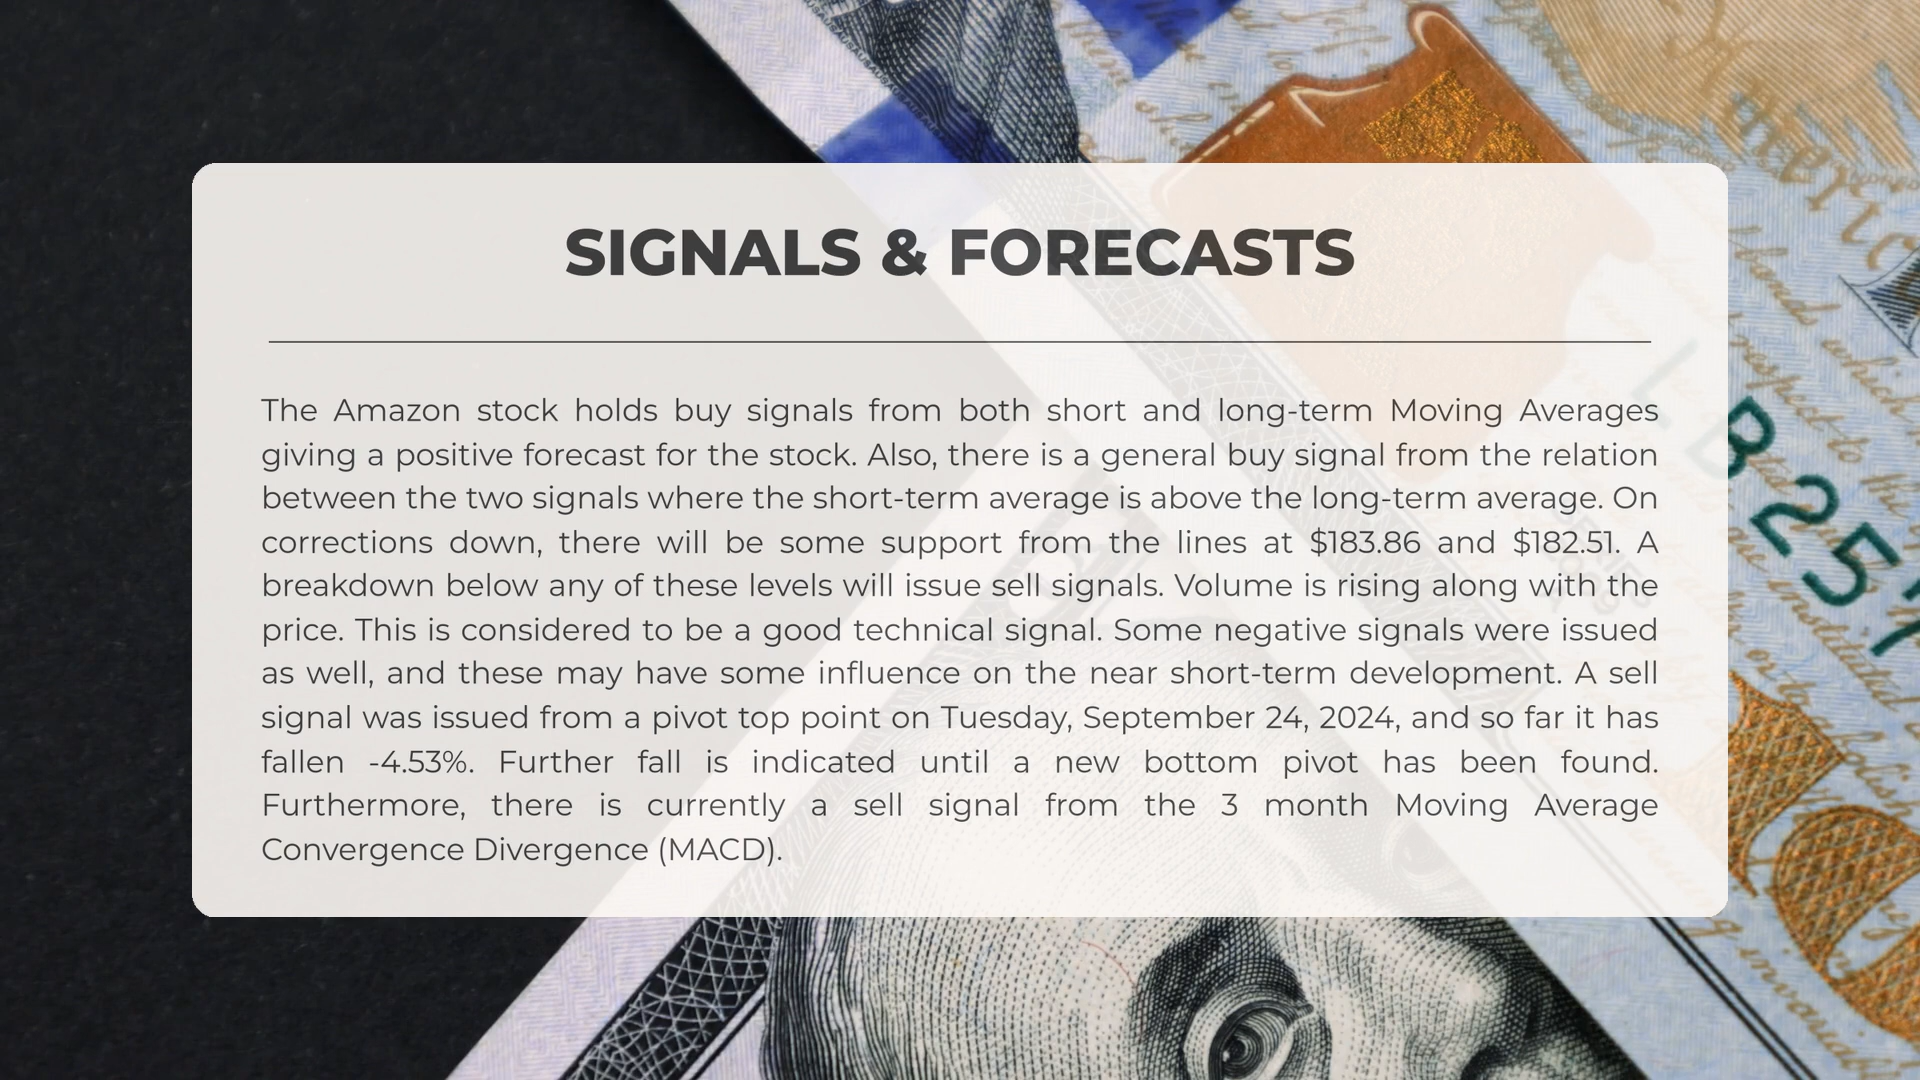 SIGNALS & FORECASTS
The Amazon stock holds buy signals from both short and long-term Moving Averages
giving a positive forecast for the stock. Also, there is a general buy signal from the relation
between the two signals where the short-term average is above the long-term average. On
corrections down, there will be some support from the lines at $183.86 and $182.51. A
breakdown below any of these levels will issue sell signals. Volume is rising along with the
price. This is considered to be a good technical signal. Some negative signals were issued
as well, and these may have some influence on the near short-term development. A sell
signal was issued from a pivot top point on Tuesday, September 24, 2024, and so far it has
fallen -4.53%. Further fall is indicated until a new bottom pivot has been found.
Furthermore, there is currently a sell signal from the 3 month Moving Average
Convergence Divergence (MACD).
LB257